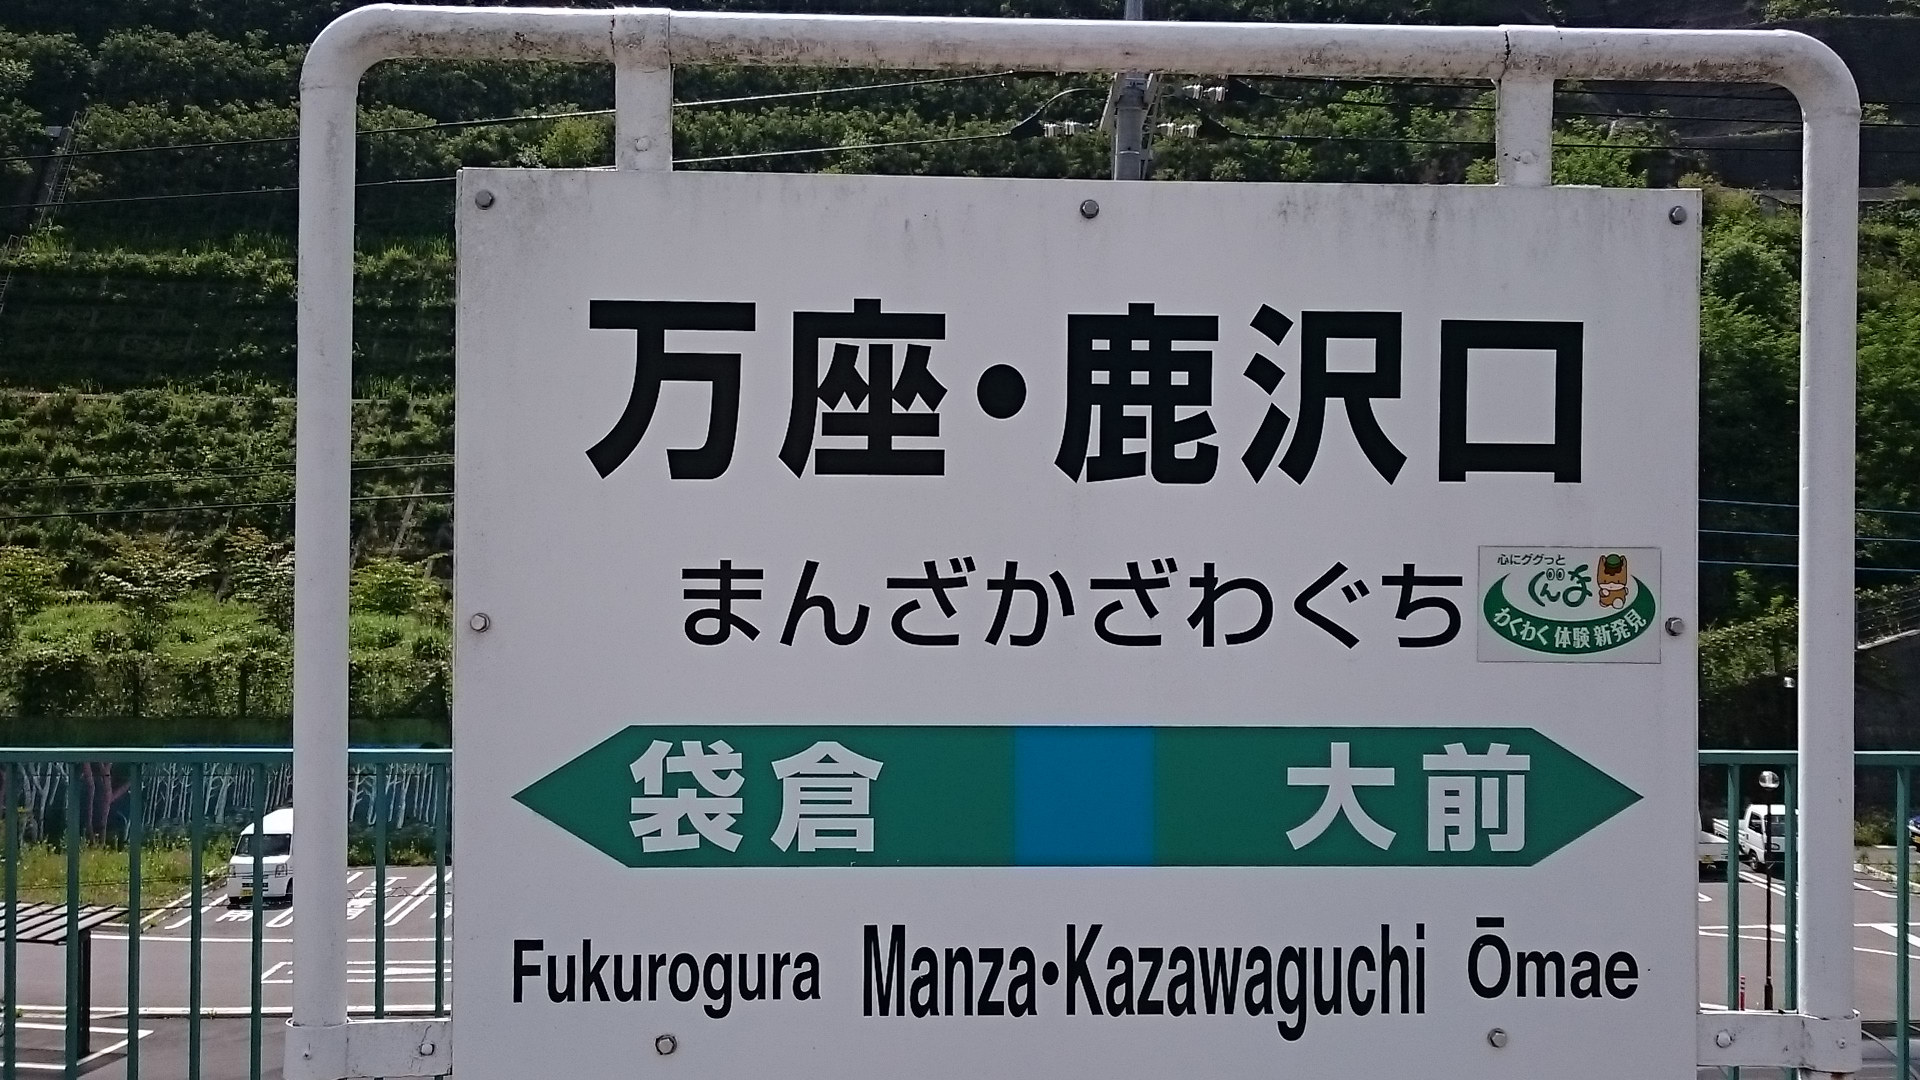 万座・鹿沢口
まんざかざわぐち
心にググっと
ぐんま
わくわく 体験 新発見
袋倉 大前
Fukurogura Manza・Kazawaguchi Ōmae